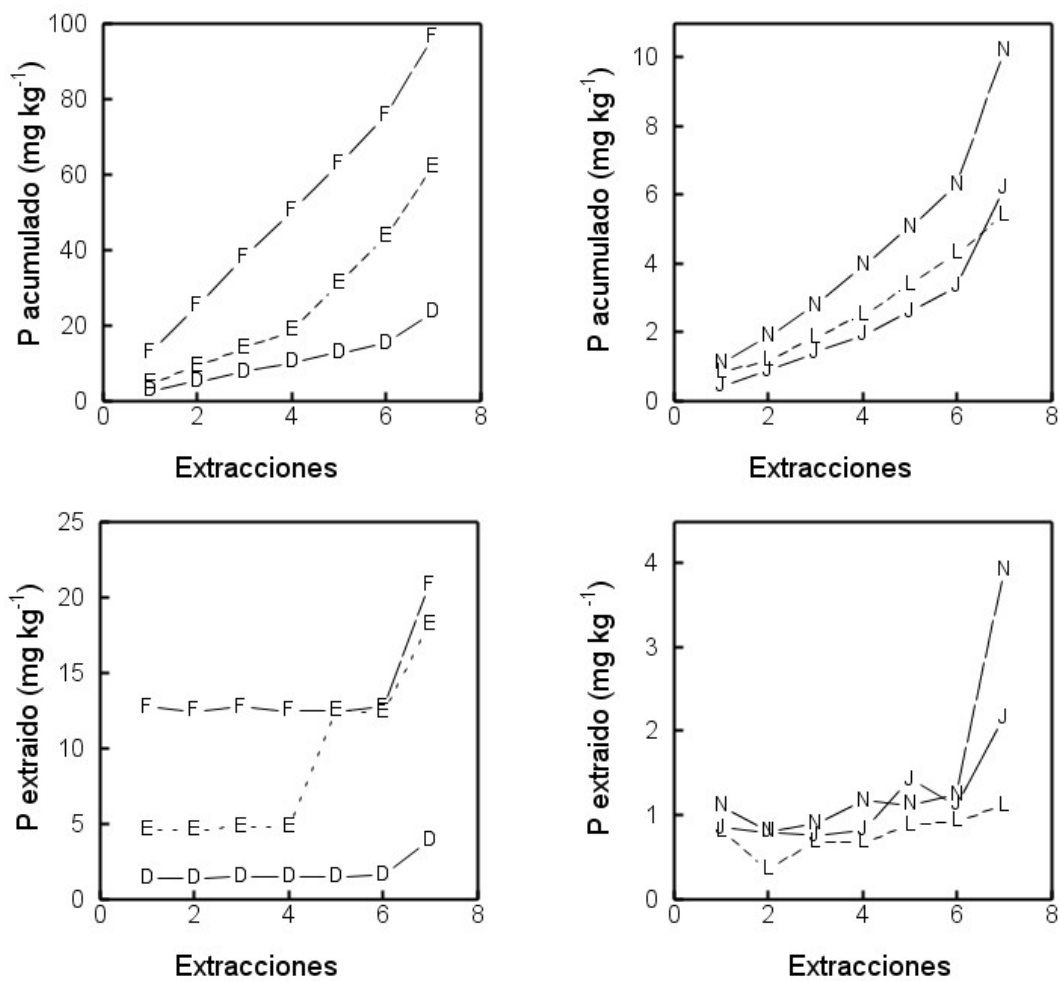 P acumulado (mg kg-1)
100
80
60
40
20
0
F F F F F F F
E E E E E E E
D D D D D D D
0 2 4 6 8
Extracciones
P acumulado (mg kg-1)
10
8
6
4
2
0
N N N N N N N
L L L L L L L
J J J J J J J
0 2 4 6 8
Extracciones
P extraido (mg kg-1)
25
20
15
10
5
0
F F F F F F F
E E E E E E E
D D D D D D D
0 2 4 6 8
Extracciones
P extraido (mg kg -1)
4
3
2
1
0
N N N N N N N
J J J J J J J
L L L L L L L
0 2 4 6 8
Extracciones